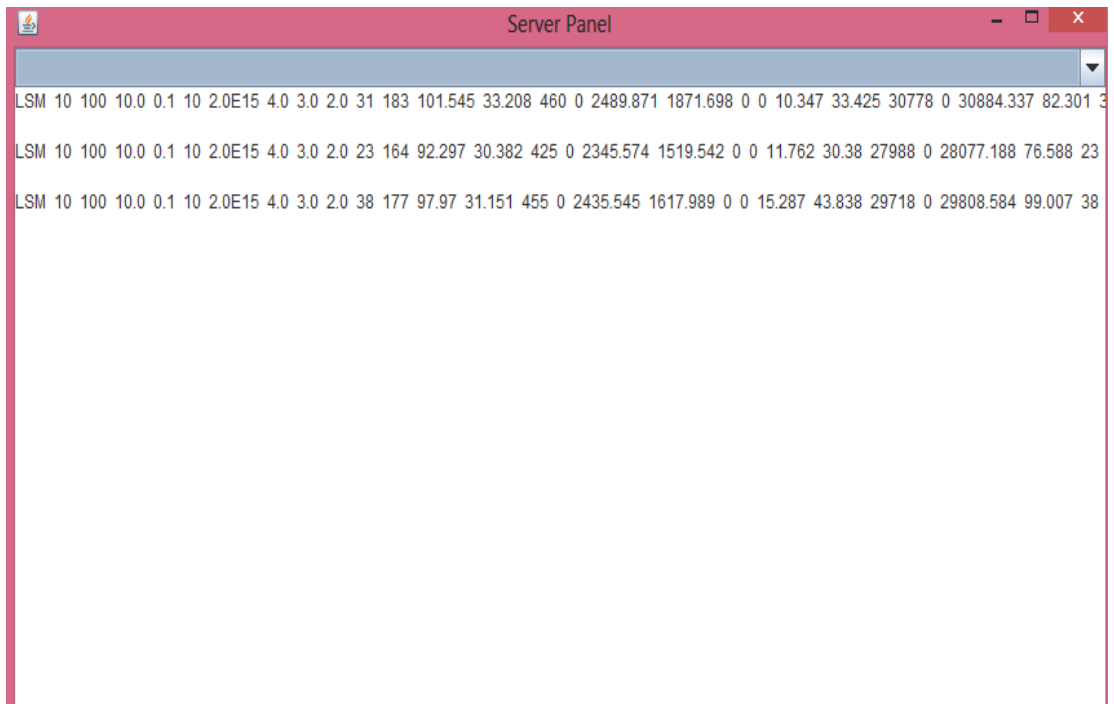 Server Panel
LSM 10 100 10.0 0.1 10 2.0E15 4.0 3.0 2.0 31 183 101.545 33.208 460 0 2489.871 1871.698 0 0 10.347 33.425 30778 0 30884.337 82.301
LSM 10 100 10.0 0.1 10 2.0E15 4.0 3.0 2.0 23 164 92.297 30.382 425 0 2345.574 1519.542 0 0 11.762 30.38 27988 0 28077.188 76.588 23
LSM 10 100 10.0 0.1 10 2.0E15 4.0 3.0 2.0 38 177 97.97 31.151 455 0 2435.545 1617.989 0 0 15.287 43.838 29718 0 29808.584 99.007 38